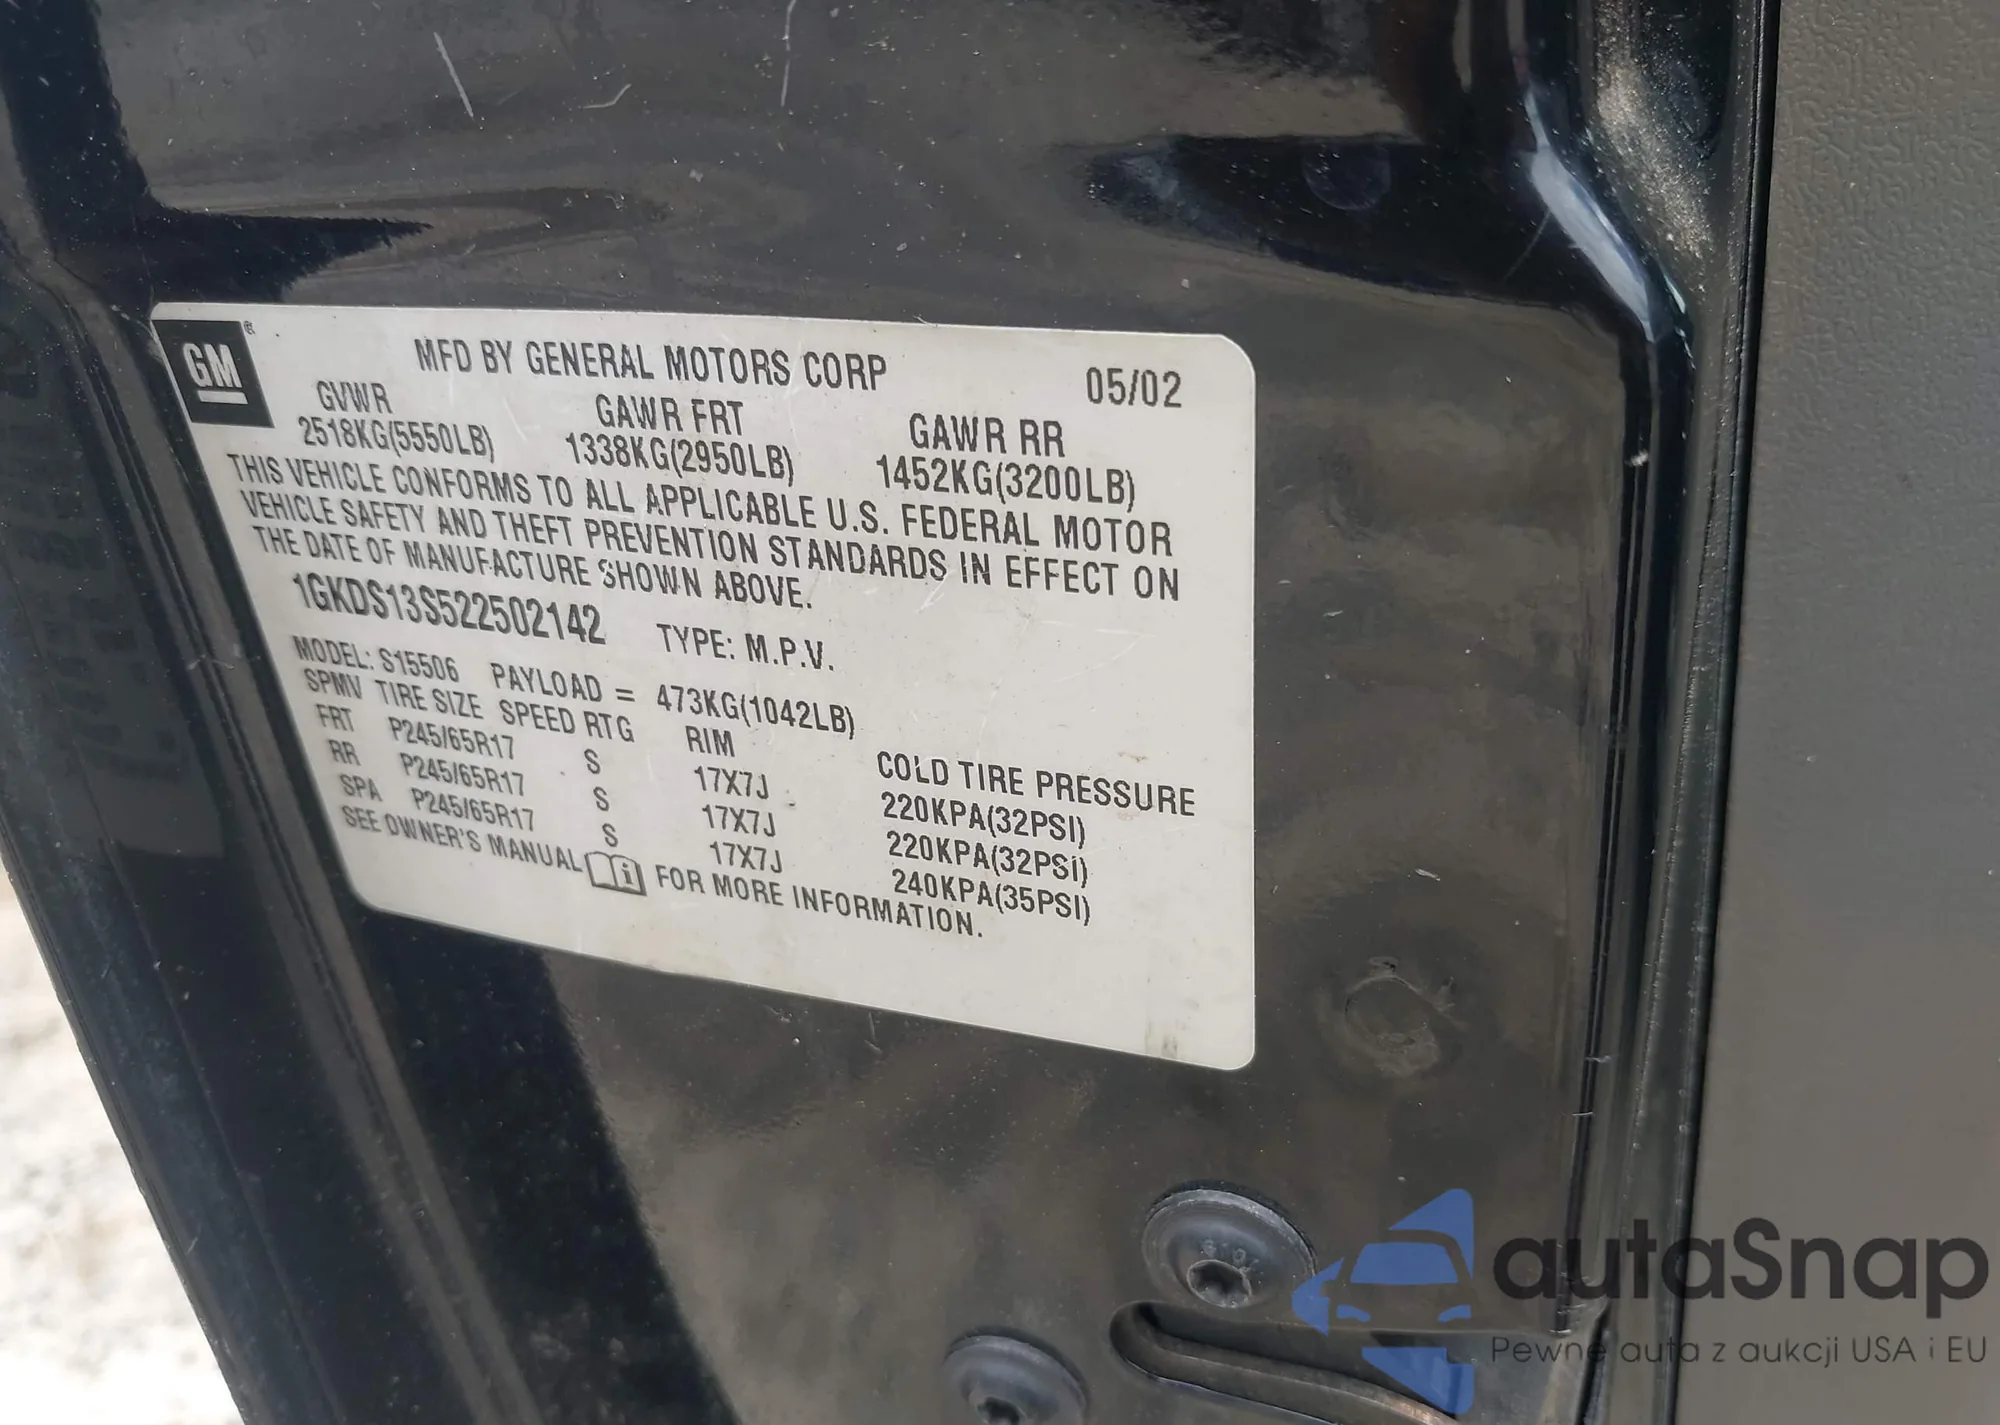 GM
MFD BY GENERAL MOTORS CORP 05/02
GVWR GAWR FRT GAWR RR
2518KG(5550LB) 1338KG(2950LB) 1452KG(3200LB)
THIS VEHICLE CONFORMS TO ALL APPLICABLE U.S. FEDERAL MOTOR
VEHICLE SAFETY AND THEFT PREVENTION STANDARDS IN EFFECT ON
THE DATE OF MANUFACTURE SHOWN ABOVE.
1GKDS13S522502142 TYPE: M.P.V.
MODEL: S15506 PAYLOAD = 473KG(1042LB)
SPMV TIRE SIZE SPEED RTG RIM COLD TIRE PRESSURE
FRT P245/65R17 S 17X7J 220KPA(32PSI)
RR P245/65R17 S 17X7J 220KPA(32PSI)
SPA P245/65R17 S 17X7J 240KPA(35PSI)
SEE OWNER'S MANUAL FOR MORE INFORMATION.
autaSnap
Pewne auta z aukcji USA i EU